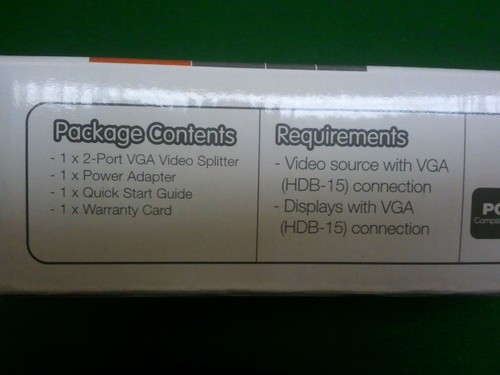 Package Contents
- 1 x 2-Port VGA Video Splitter
- 1 x Power Adapter
- 1 x Quick Start Guide
- 1 x Warranty Card
Requirements
- Video source with VGA
(HDB-15) connection
- Displays with VGA
(HDB-15) connection